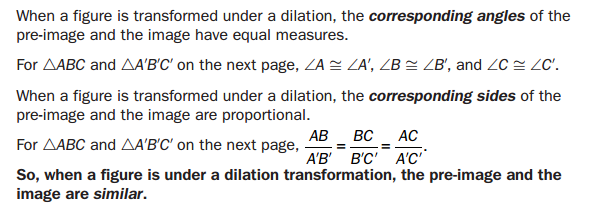 When a figure is transformed under a dilation, the corresponding angles of the
pre-image and the image have equal measures.
For △ABC and △A'B'C' on the next page, ∠A ≅ ∠A', ∠B ≅ ∠B', and ∠C ≅ ∠C'.
When a figure is transformed under a dilation, the corresponding sides of the
pre-image and the image are proportional.
For △ABC and △A'B'C' on the next page, AB/A'B' = BC/B'C' = AC/A'C'.
So, when a figure is under a dilation transformation, the pre-image and the
image are similar.